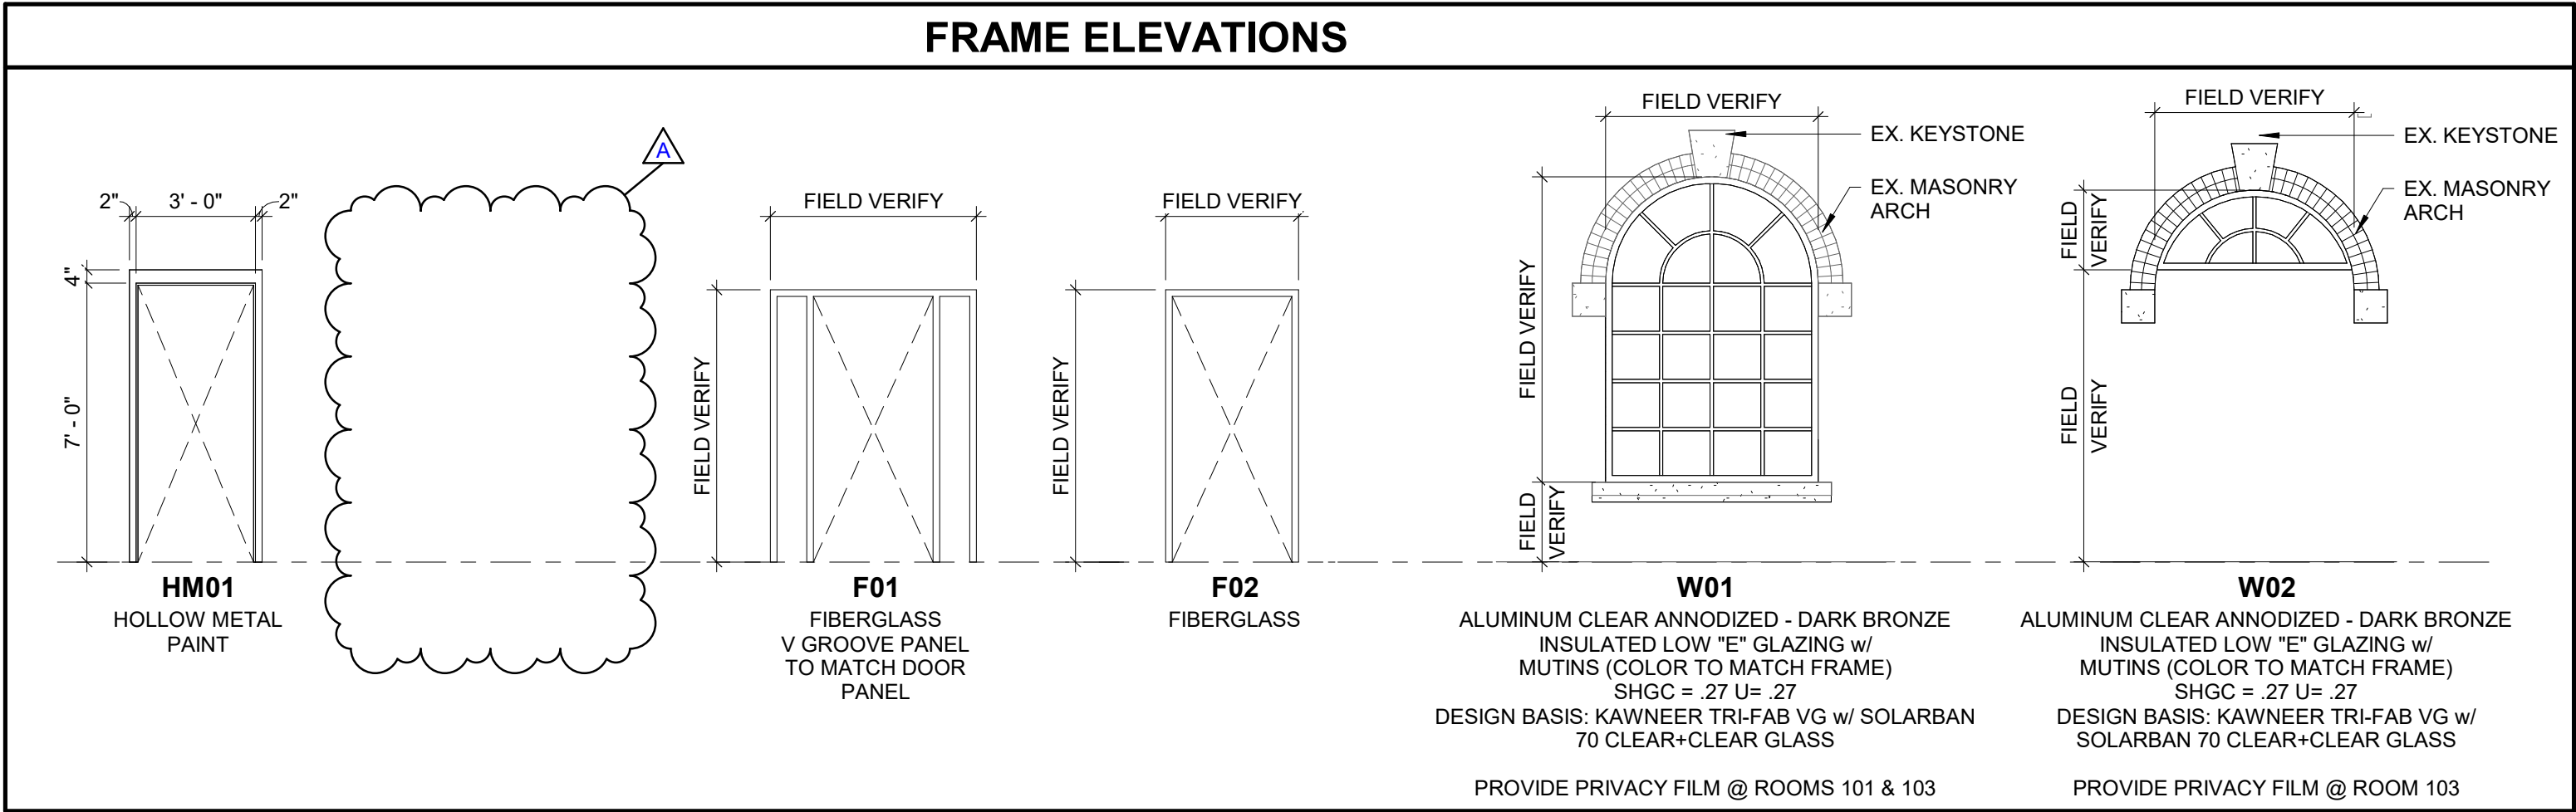 FRAME ELEVATIONS
2"
3' - 0"
2"
4"
7' - 0"
HM01
HOLLOW METAL
PAINT
A
FIELD VERIFY
FIELD VERIFY
F01
FIBERGLASS
V GROOVE PANEL
TO MATCH DOOR
PANEL
FIELD VERIFY
FIELD VERIFY
F02
FIBERGLASS
FIELD VERIFY
EX. KEYSTONE
EX. MASONRY
ARCH
FIELD VERIFY
FIELD
VERIFY
W01
ALUMINUM CLEAR ANNODIZED - DARK BRONZE
INSULATED LOW "E" GLAZING w/
MUTINS (COLOR TO MATCH FRAME)
SHGC = .27 U= .27
DESIGN BASIS: KAWNEER TRI-FAB VG w/ SOLARBAN
70 CLEAR+CLEAR GLASS
PROVIDE PRIVACY FILM @ ROOMS 101 & 103
FIELD VERIFY
EX. KEYSTONE
EX. MASONRY
ARCH
FIELD
VERIFY
FIELD
VERIFY
W02
ALUMINUM CLEAR ANNODIZED - DARK BRONZE
INSULATED LOW "E" GLAZING w/
MUTINS (COLOR TO MATCH FRAME)
SHGC = .27 U= .27
DESIGN BASIS: KAWNEER TRI-FAB VG w/
SOLARBAN 70 CLEAR+CLEAR GLASS
PROVIDE PRIVACY FILM @ ROOM 103